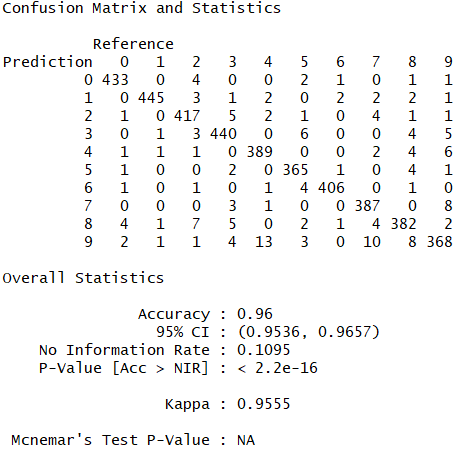 Confusion Matrix and Statistics
Reference
Prediction 0 1 2 3 4 5 6 7 8 9
0 433 0 4 0 0 2 1 0 1 1
1 0 445 3 1 2 0 2 2 2 1
2 1 0 417 5 2 1 0 4 1 1
3 0 1 3 440 0 6 0 0 4 5
4 1 1 1 0 389 0 0 2 4 6
5 1 0 0 2 0 365 1 0 4 1
6 1 0 1 0 1 4 406 0 1 0
7 0 0 0 3 1 0 0 387 0 8
8 4 1 7 5 0 2 1 4 382 2
9 2 1 1 4 13 3 0 10 8 368
Overall Statistics
Accuracy : 0.96
95% CI : (0.9536, 0.9657)
No Information Rate : 0.1095
P-Value [Acc > NIR] : < 2.2e-16
Kappa : 0.9555
Mcnemar's Test P-Value : NA